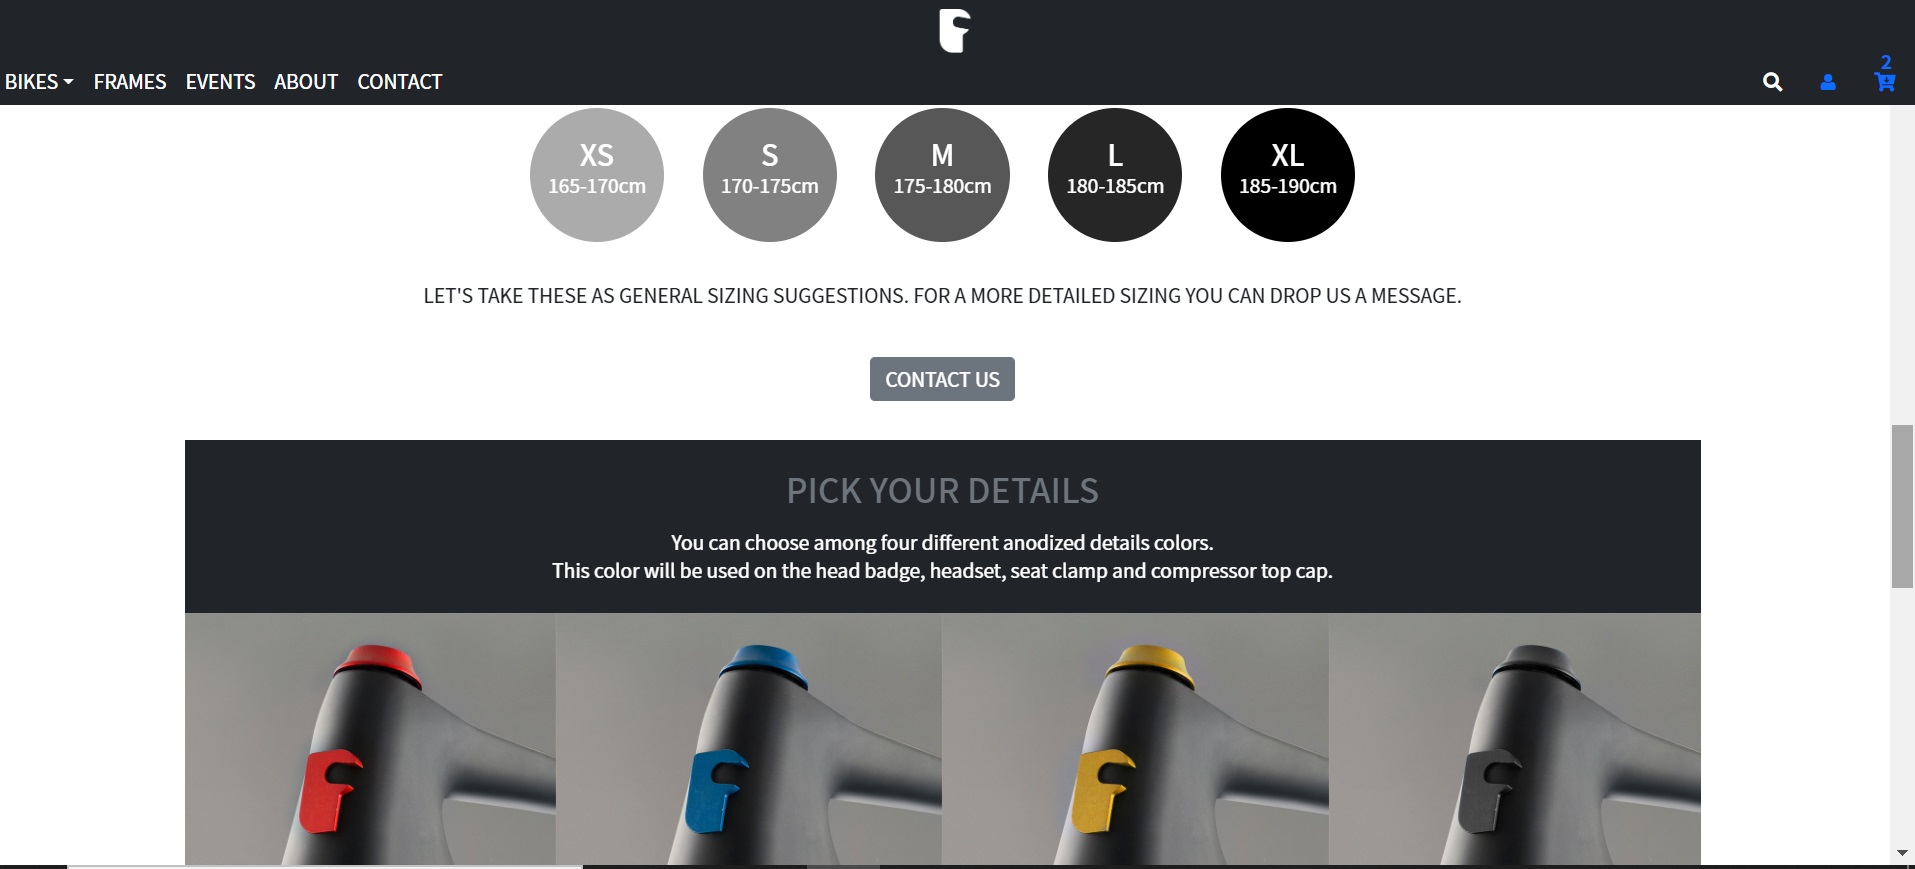 BIKES FRAMES EVENTS ABOUT CONTACT
2
XS
165-170cm
S
170-175cm
M
175-180cm
L
180-185cm
XL
185-190cm
LET'S TAKE THESE AS GENERAL SIZING SUGGESTIONS. FOR A MORE DETAILED SIZING YOU CAN DROP US A MESSAGE.
CONTACT US
PICK YOUR DETAILS
You can choose among four different anodized details colors.
This color will be used on the head badge, headset, seat clamp and compressor top cap.